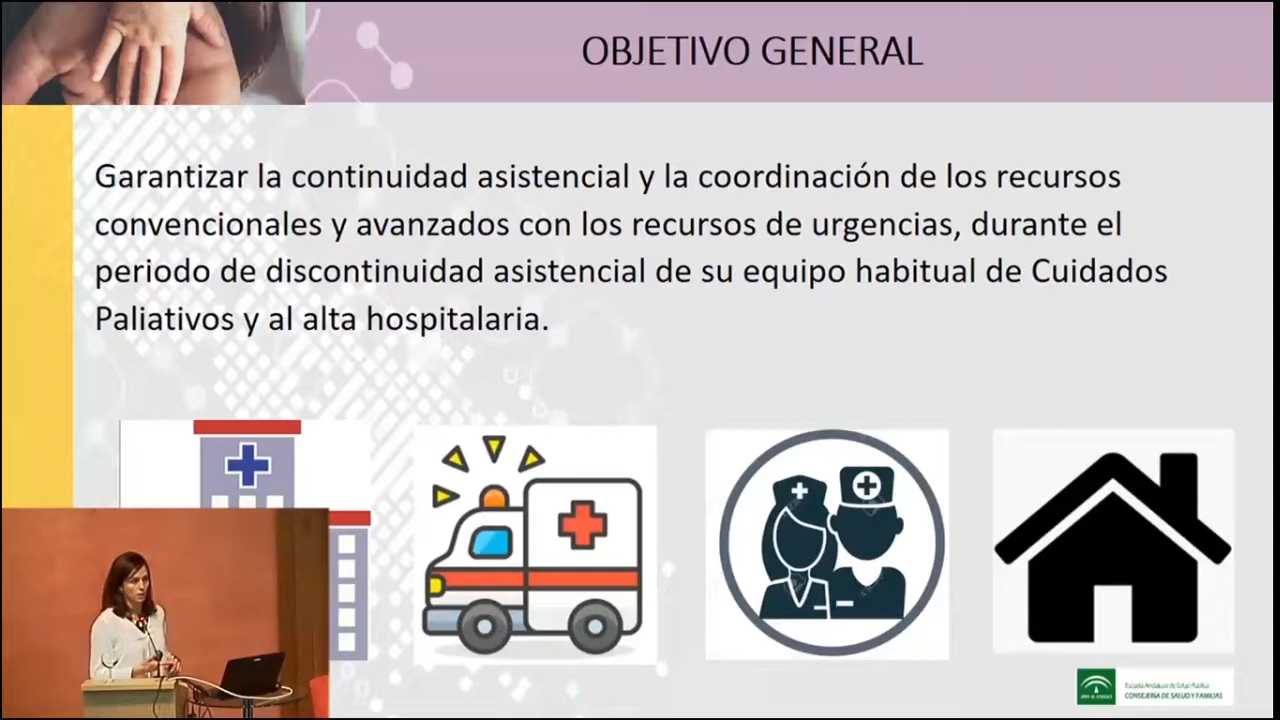 OBJETIVO GENERAL
Garantizar la continuidad asistencial y la coordinación de los recursos
convencionales y avanzados con los recursos de urgencias, durante el
periodo de discontinuidad asistencial de su equipo habitual de Cuidados
Paliativos y al alta hospitalaria.
Escuela Andaluza de Salud Pública
CONSEJERÍA DE SALUD Y FAMILIAS